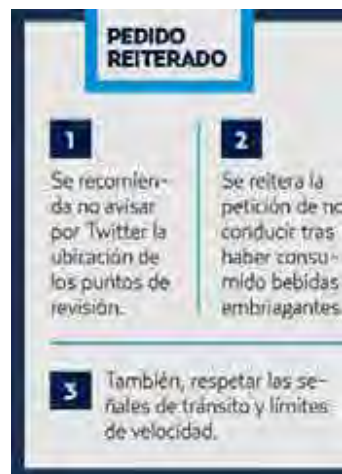 PEDIDO
REITERADO
1
Se recomien-
da no avisar
por Twitter la
ubicación de
los puntos de
revisión.
2
Se reitera la
petición de no
conducir tras
haber consu-
mido bebidas
embriagantes.
3
También, respetar las se-
ñales de tránsito y límites
de velocidad.